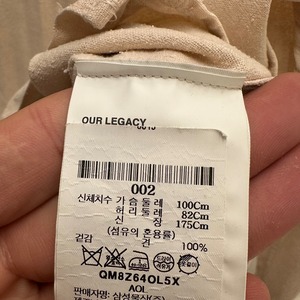 OUR LEGACY
002
신체치수 가 슴 둘 레 100Cm
허 리 둘 레 82Cm
신 장 175Cm
(섬유의 혼용률)
겉감 견 100%
QM8Z64OL5X
AOI
판매자명: 삼성물산(주)